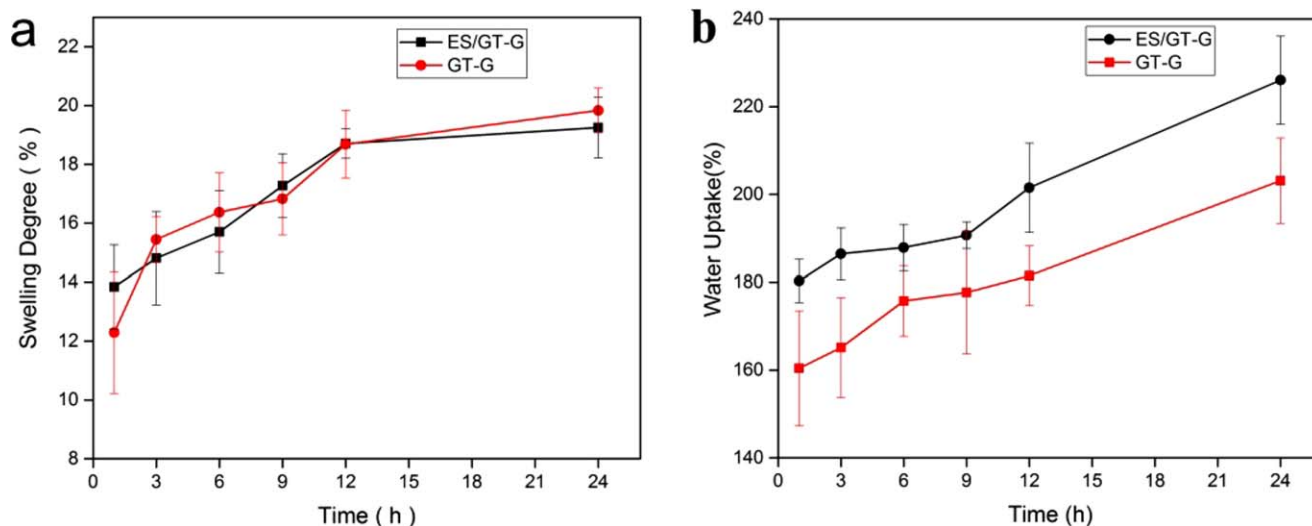 a
ES/GT-G
GT-G
Swelling Degree ( % )
22
20
18
16
14
12
10
8
0 3 6 9 12 15 18 21 24
Time ( h )
b
ES/GT-G
GT-G
Water Uptake(%)
240
220
200
180
160
140
0 3 6 9 12 15 18 21 24
Time (h)